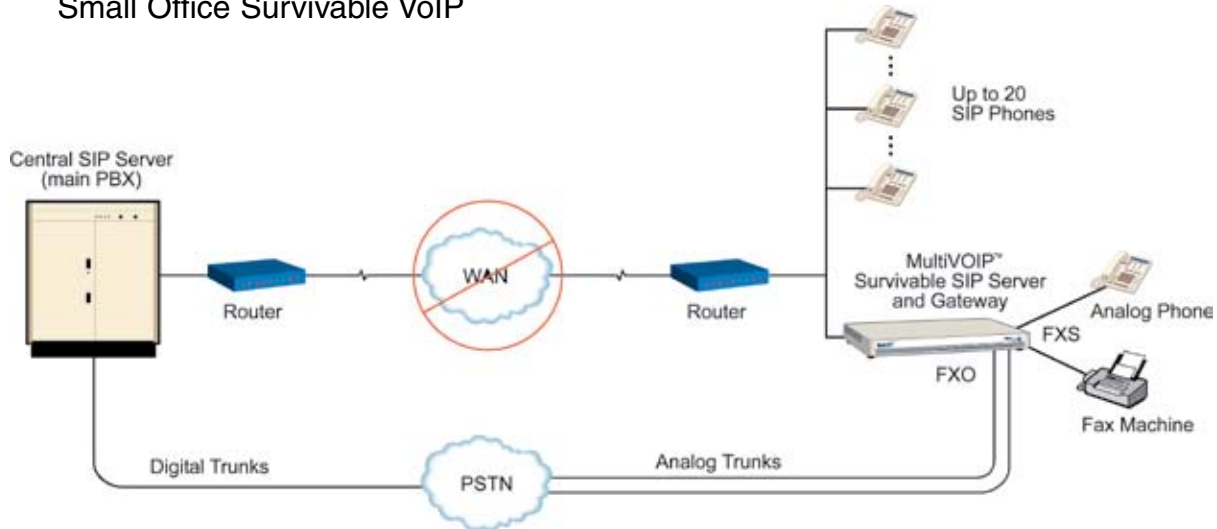 Small Office Survivable VoIP
Up to 20
SIP Phones
Central SIP Server
(main PBX)
WAN
Router
Router
MultiVOIP™
Survivable SIP Server
and Gateway
Analog Phone
FXS
FXO
Fax Machine
Digital Trunks
PSTN
Analog Trunks